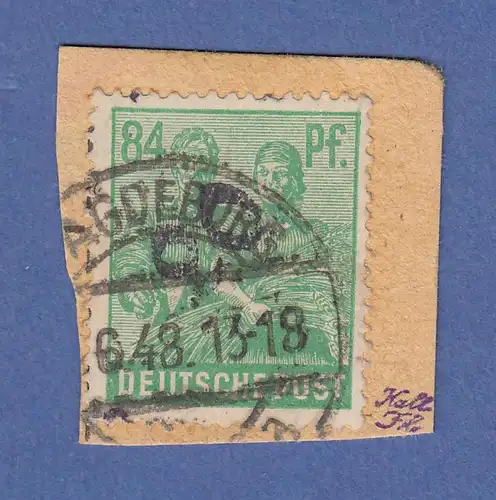 84 Pf.
AGDEBURG
6.48.13-18
DEUTSCHE POST